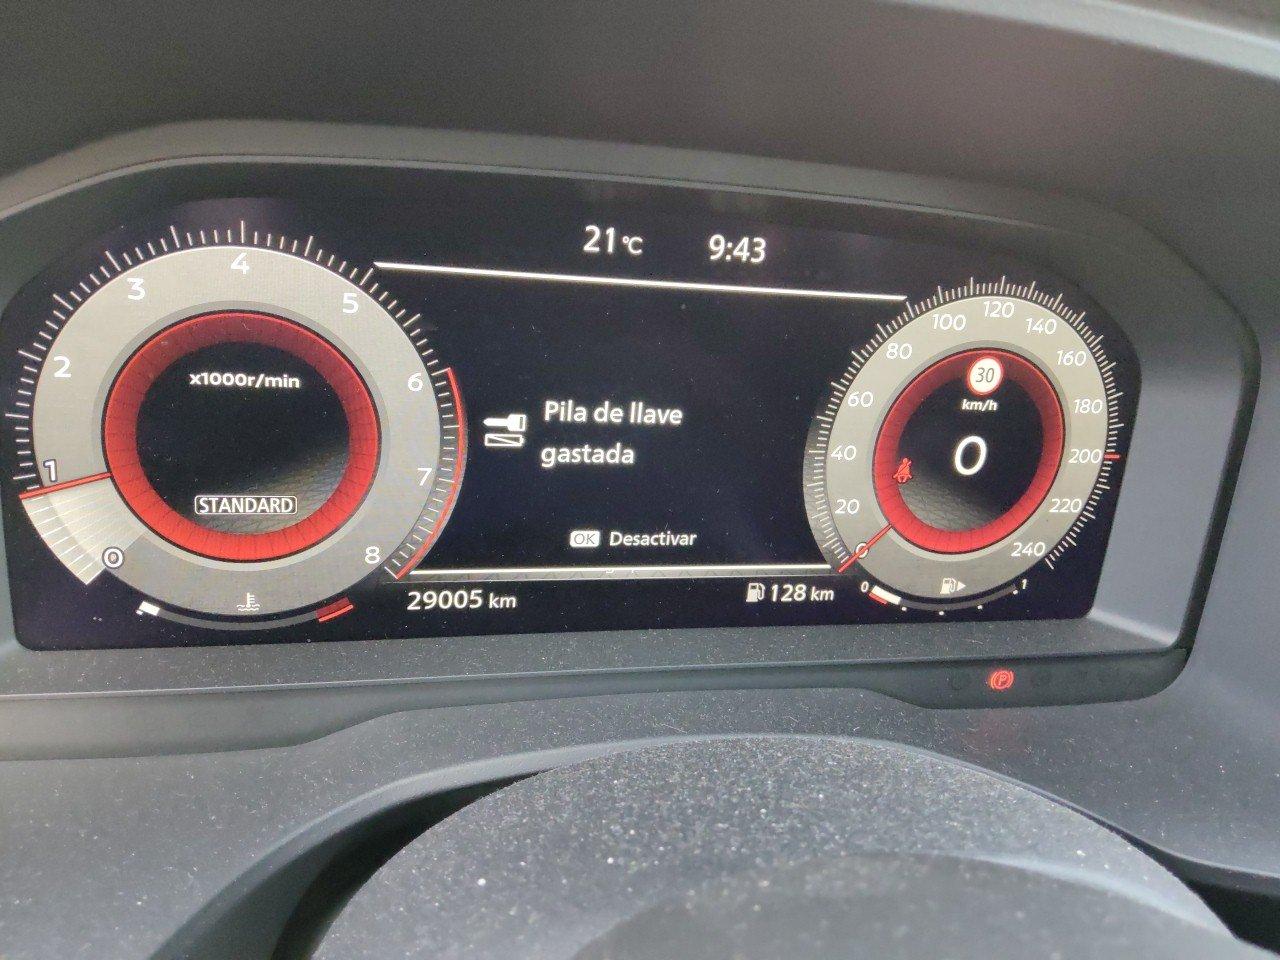 21°C 9:43
0 1 2 3 4 5 6 7 8
x1000r/min
STANDARD
Pila de llave
gastada
OK Desactivar
0 20 40 60 80 100 120 140 160 180 200 220 240
30
km/h
0
29005 km
128 km
0 1
P